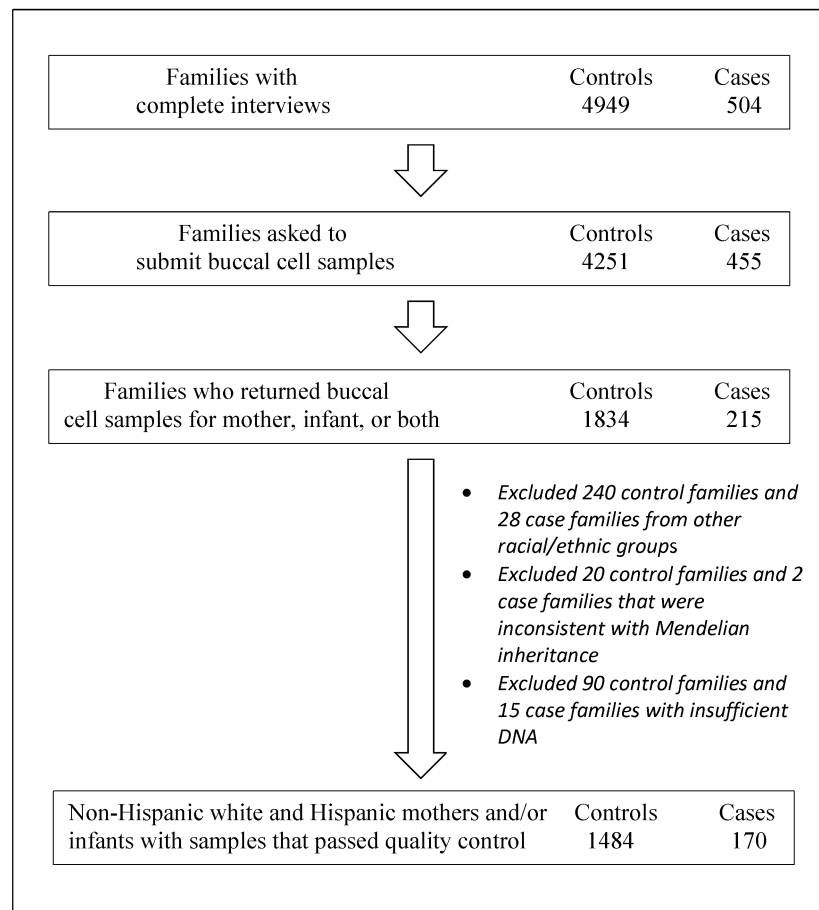 Families with Controls Cases
complete interviews 4949 504
Families asked to Controls Cases
submit buccal cell samples 4251 455
Families who returned buccal Controls Cases
cell samples for mother, infant, or both 1834 215
• Excluded 240 control families and
28 case families from other
racial/ethnic groups
• Excluded 20 control families and 2
case families that were
inconsistent with Mendelian
inheritance
• Excluded 90 control families and
15 case families with insufficient
DNA
Non-Hispanic white and Hispanic mothers and/or Controls Cases
infants with samples that passed quality control 1484 170